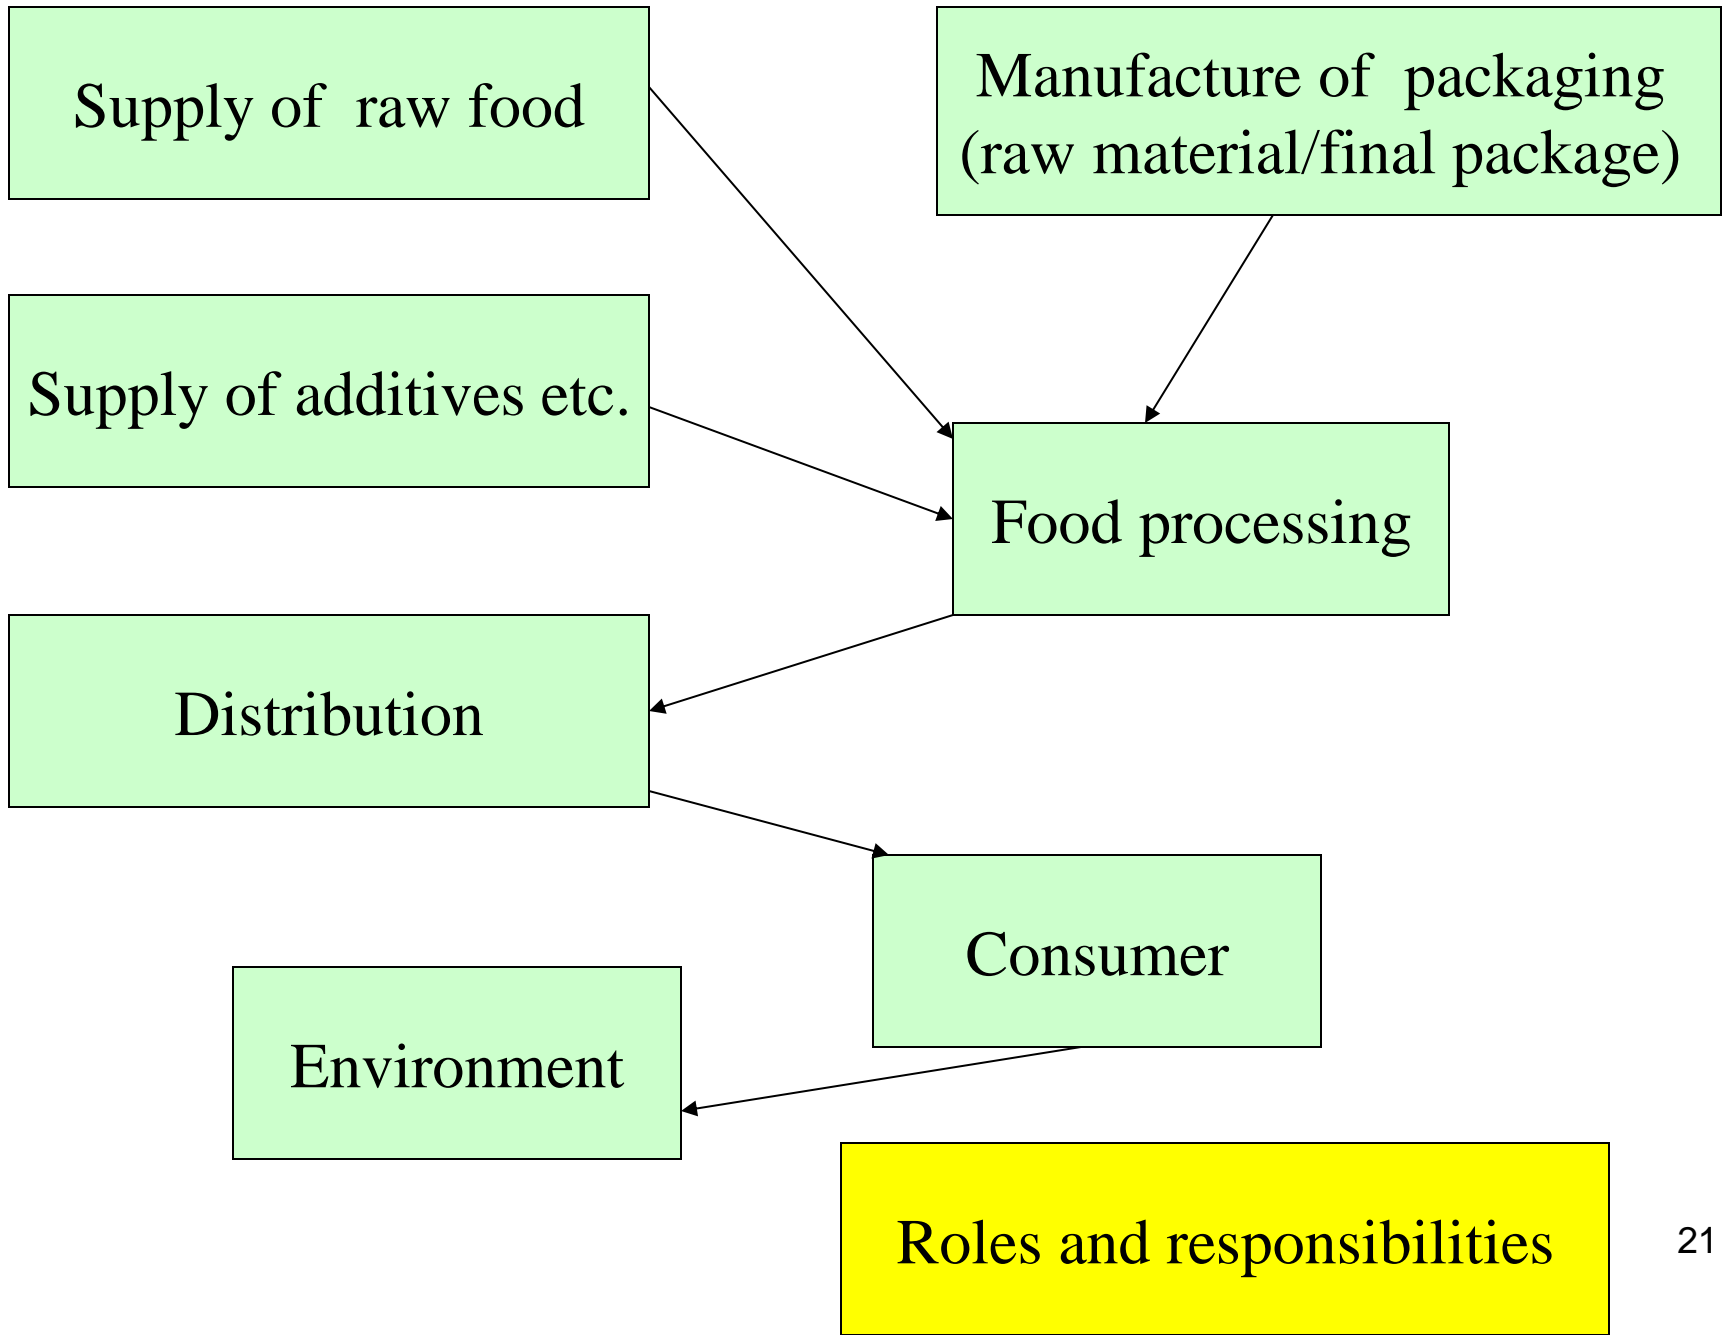 Supply of raw food
Manufacture of packaging
(raw material/final package)
Supply of additives etc.
Food processing
Distribution
Consumer
Environment
Roles and responsibilities
21